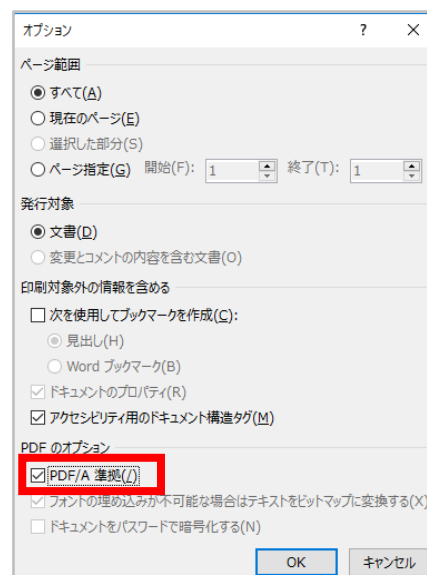 オプション ? ×
ページ範囲
すべて(A)
現在のページ(E)
選択した部分(S)
ページ指定(G) 開始(F): 1 終了(T): 1
発行対象
文書(D)
変更とコメントの内容を含む文書(O)
印刷対象外の情報を含める
次を使用してブックマークを作成(C):
見出し(H)
Word ブックマーク(B)
ドキュメントのプロパティ(R)
アクセシビリティ用のドキュメント構造タグ(M)
PDF のオプション
PDF/A 準拠(/)
フォントの埋め込みが不可能な場合はテキストをビットマップに変換する(X)
ドキュメントをパスワードで暗号化する(N)
OK キャンセル